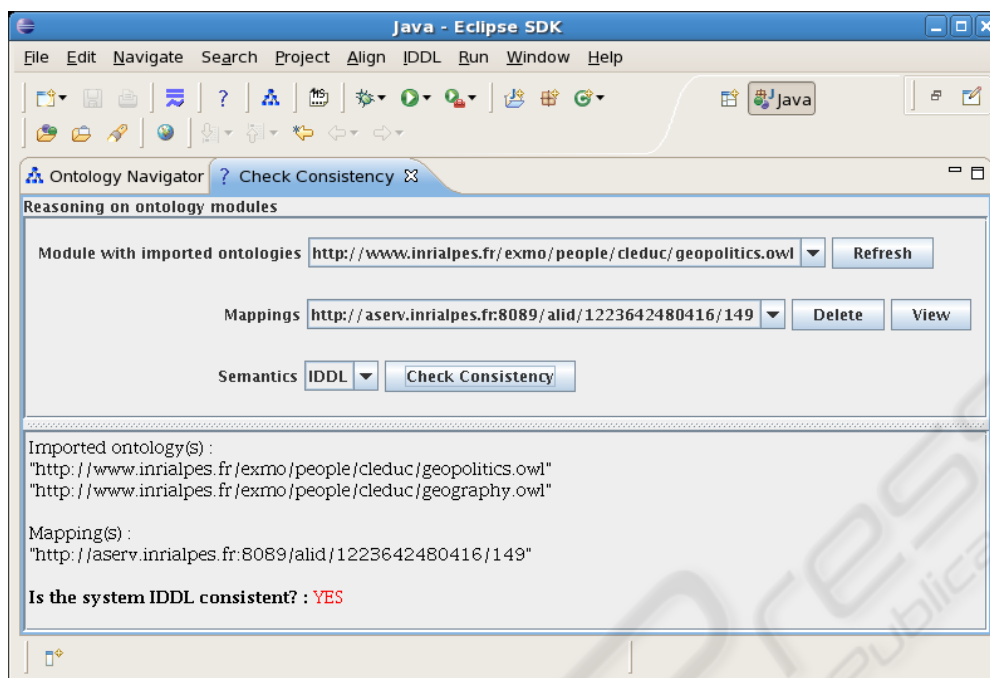 Java - Eclipse SDK
File Edit Navigate Search Project Align IDDL Run Window Help
Java
Ontology Navigator ? Check Consistency
Reasoning on ontology modules
Module with imported ontologies http://www.inrialpes.fr/exmo/people/cleduc/geopolitics.owl Refresh
Mappings http://aserv.inrialpes.fr:8089/alid/1223642480416/149 Delete View
Semantics IDDL Check Consistency
Imported ontology(s) :
"http://www.inrialpes.fr/exmo/people/cleduc/geopolitics.owl"
"http://www.inrialpes.fr/exmo/people/cleduc/geography.owl"
Mapping(s) :
"http://aserv.inrialpes.fr:8089/alid/1223642480416/149"
Is the system IDDL consistent? : YES